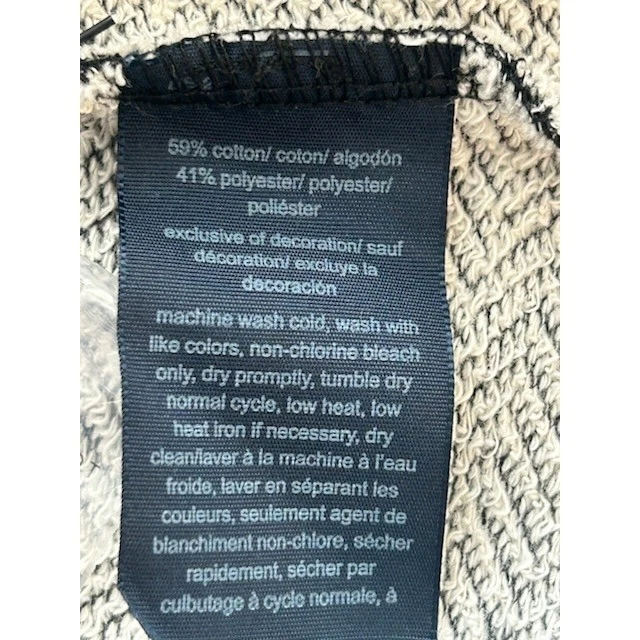 59% cotton/ coton/ algodón
41% polyester/ polyester/
poliéster
exclusive of decoration/ sauf
décoration/ excluye la
decoración
machine wash cold, wash with
like colors, non-chlorine bleach
only, dry promptly, tumble dry
normal cycle, low heat, low
heat iron if necessary, dry
clean/laver à la machine à l'eau
froide, laver en séparant les
couleurs, seulement agent de
blanchiment non-chlore, sécher
rapidement, sécher par
culbutage à cycle normale, à